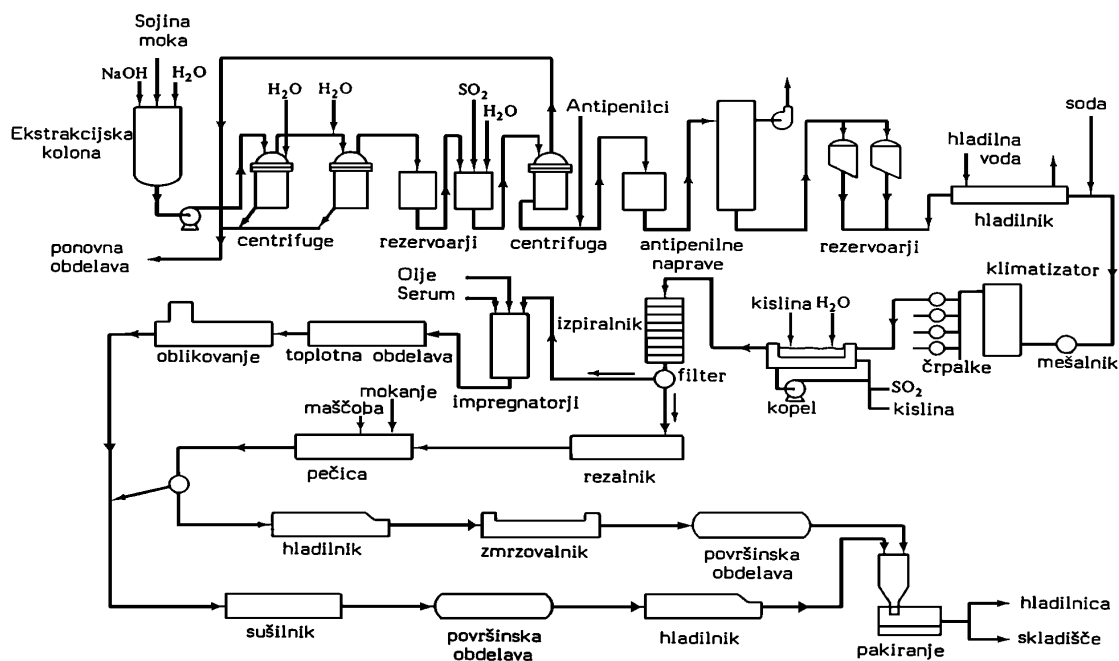 Sojina
moka
NaOH
H₂O
Ekstrakcijska
kolona
H₂O
H₂O
SO₂
H₂O
Antipenilci
soda
hladilna
voda
hladilnik
centrifuge
rezervoarji
centrifuga
antipenilne
naprave
rezervoarji
ponovna
obdelava
klimatizator
Olje
Serum
izpiralnik
kislina
H₂O
oblikovanje
toplotna obdelava
impregnatorji
filter
kopel
SO₂
kislina
črpalke
mešalnik
mokanje
maščoba
pečica
rezalnik
hladilnik
zmrzovalnik
površinska
obdelava
sušilnik
površinska
obdelava
hladilnik
pakiranje
hladilnica
skladišče